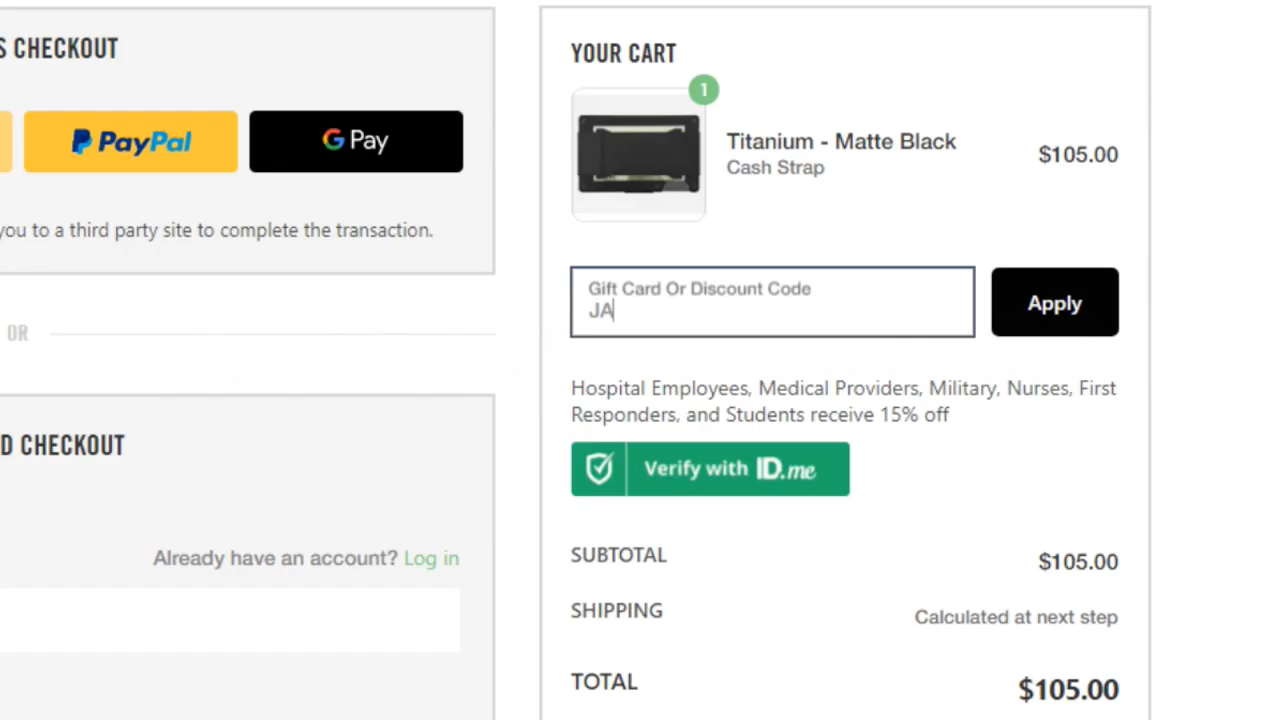 S CHECKOUT
PayPal
G Pay
you to a third party site to complete the transaction.
OR
D CHECKOUT
Already have an account? Log in
YOUR CART
1
Titanium - Matte Black
$105.00
Cash Strap
Gift Card Or Discount Code
JA
Apply
Hospital Employees, Medical Providers, Military, Nurses, First
Responders, and Students receive 15% off
Verify with ID.me
SUBTOTAL
$105.00
SHIPPING
Calculated at next step
TOTAL
$105.00